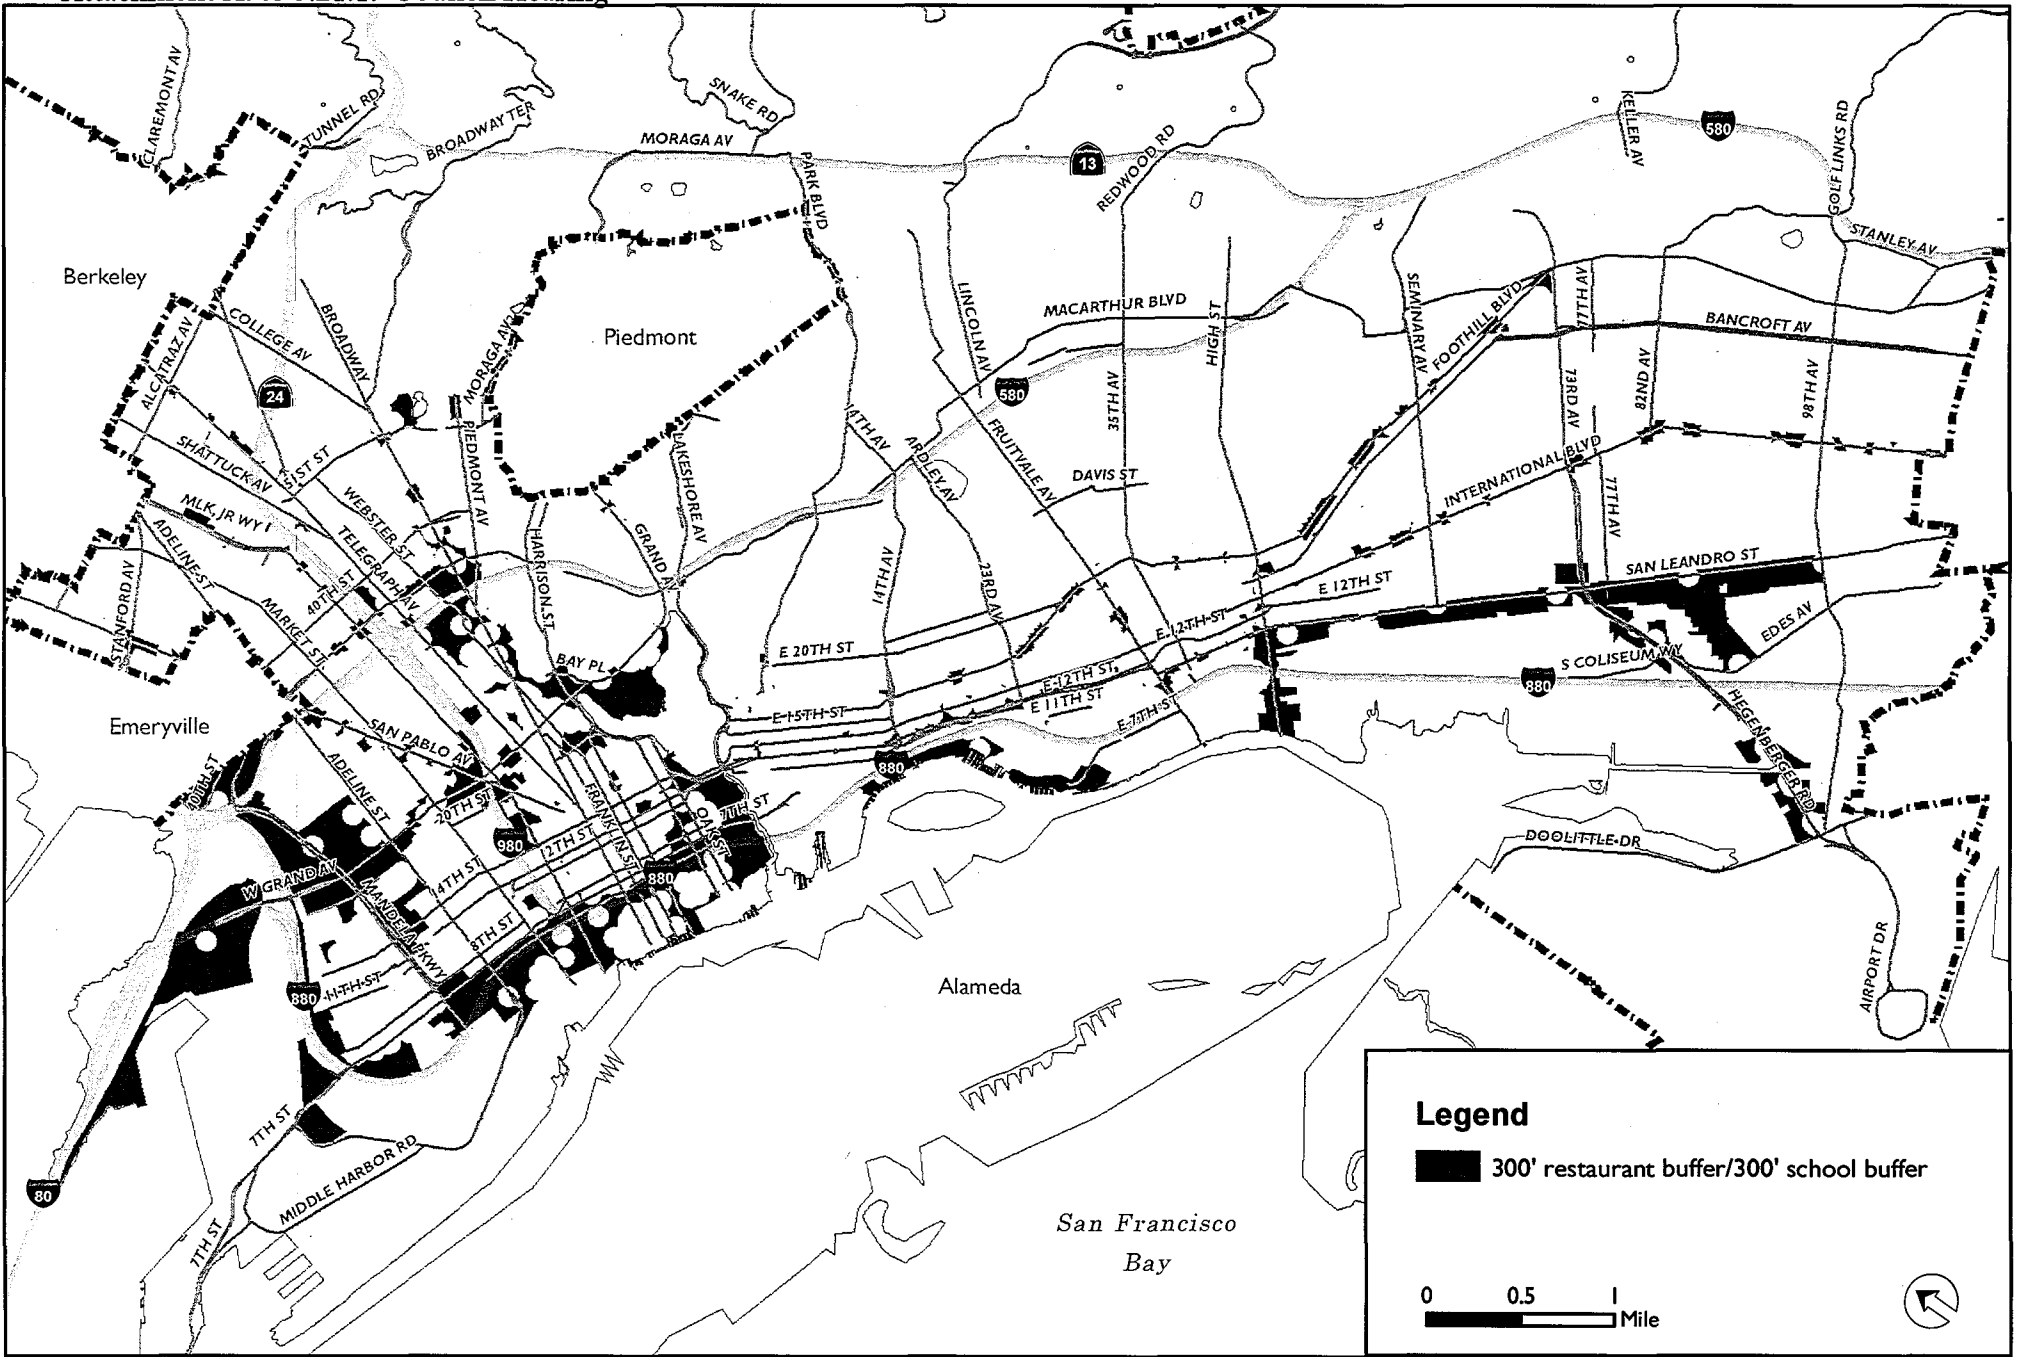 CLAREMONT AV
TUNNEL RD
BROADWAY TER
SNAKE RD
MORAGA AV
PARK BLVD
13
REDWOOD RD
KELLER AV
580
GOLF LINKS RD
STANLEY AV
Berkeley
ALCATRAZ AV
COLLEGE AV
BROADWAY
24
MORAGA AV
Piedmont
LINCOLN AV
MACARTHUR BLVD
HIGH ST
SEMINARY AV
FOOTHILL BLVD
77TH AV
BANCROFT AV
580
35TH AV
73RD AV
82ND AV
98TH AV
SHATTUCK AV
51ST ST
PIEDMONT AV
LAKESHORE AV
14TH AV
ARDLEY AV
FRUITVALE AV
DAVIS ST
INTERNATIONAL BLVD
77TH AV
MLK, JR WY
ADELINE ST
WEBSTER ST
TELEGRAPH AV
HARRISON ST
GRAND AV
14TH AV
23RD AV
SAN LEANDRO ST
STANFORD AV
MARKET ST
40TH ST
E 12TH ST
E 12TH ST
EDES AV
BAY PL
E 20TH ST
S COLISEUM WY
Emeryville
SAN PABLO AV
E 15TH ST
E 12TH ST
E 11TH ST
E 7TH ST
880
880
HEGENBERGER RD
40TH ST
ADELINE ST
20TH ST
FRANKLIN ST
OAK ST
7TH ST
980
12TH ST
880
DOOLITTLE DR
W GRAND AV
MANDELA PKWY
14TH ST
8TH ST
880
11TH ST
Alameda
AIRPORT DR
7TH ST
MIDDLE HARBOR RD
80
7TH ST
San Francisco
Bay
Legend
300' restaurant buffer/300' school buffer
0 0.5 1
Mile